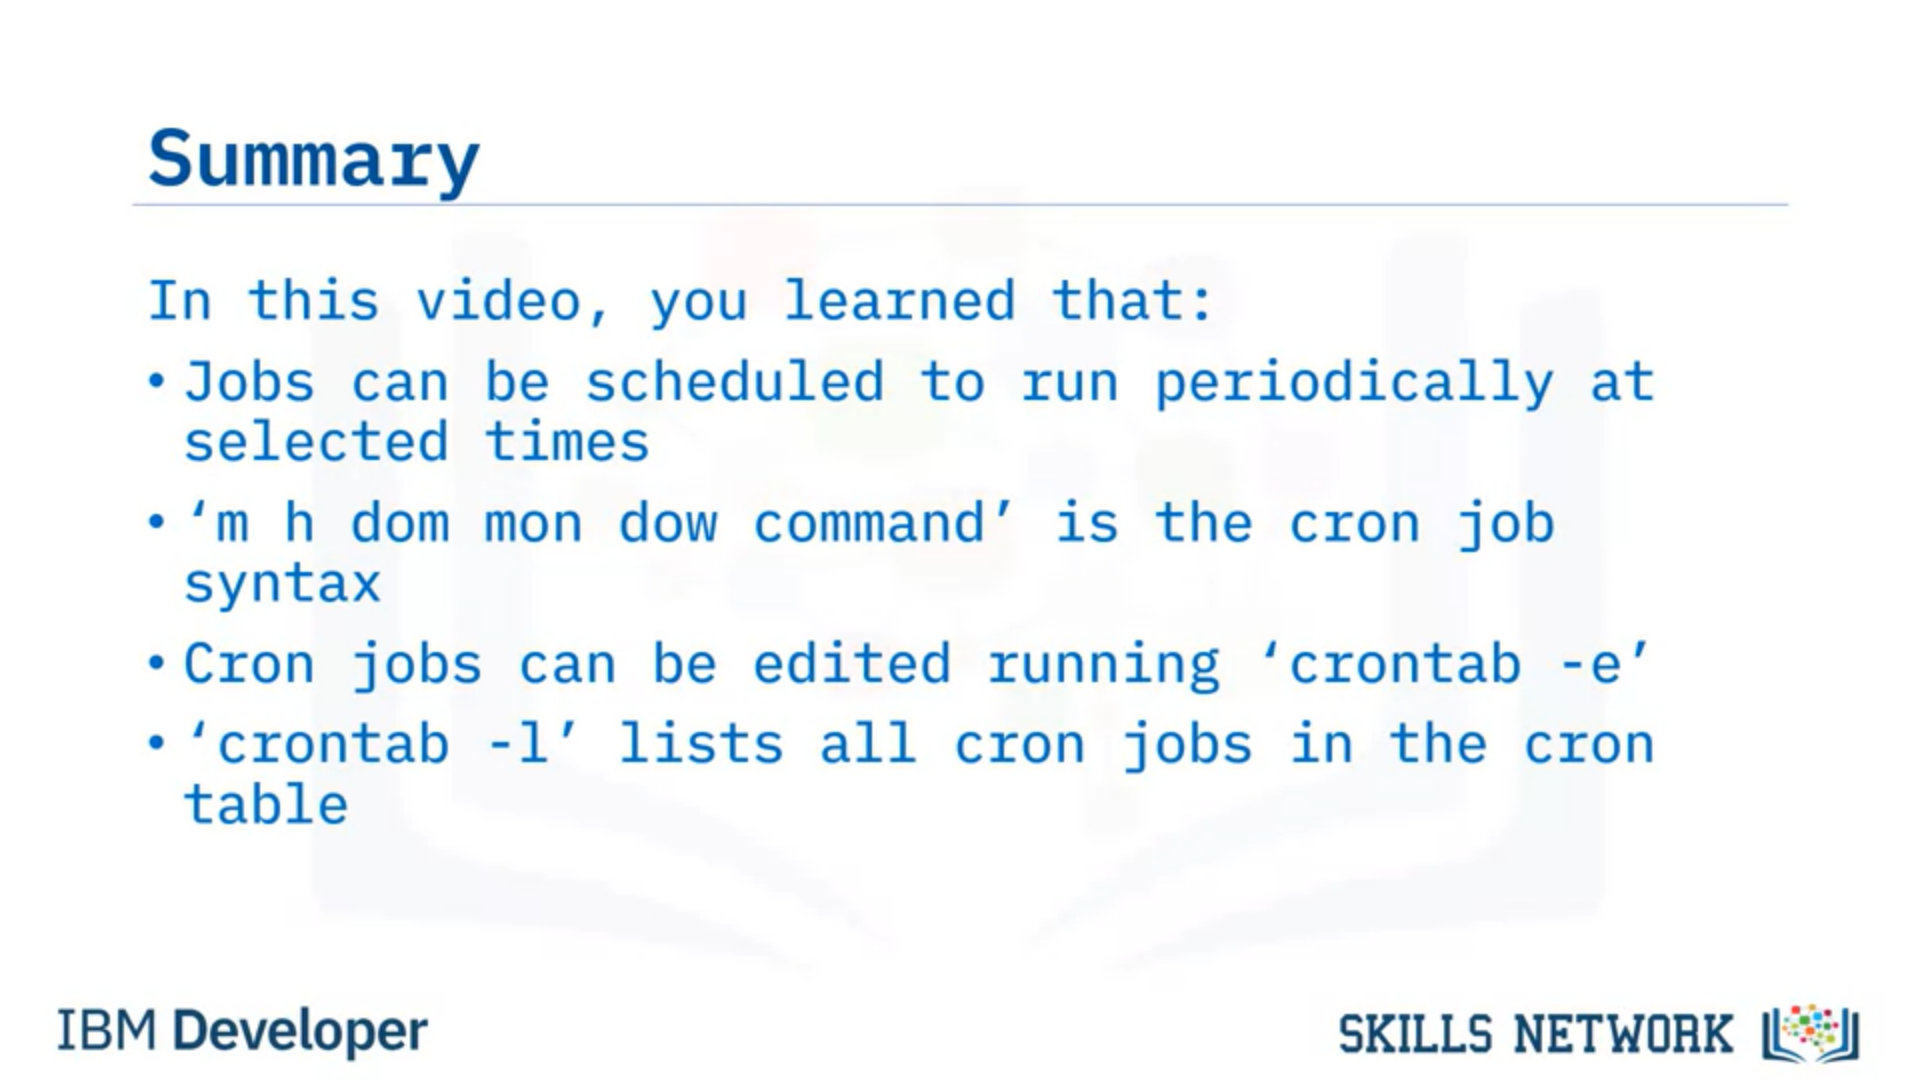 Summary
In this video, you learned that:
• Jobs can be scheduled to run periodically at
selected times
• ‘m h dom mon dow command’ is the cron job
syntax
• Cron jobs can be edited running ‘crontab -e’
• ‘crontab -l’ lists all cron jobs in the cron
table
IBM Developer
SKILLS NETWORK